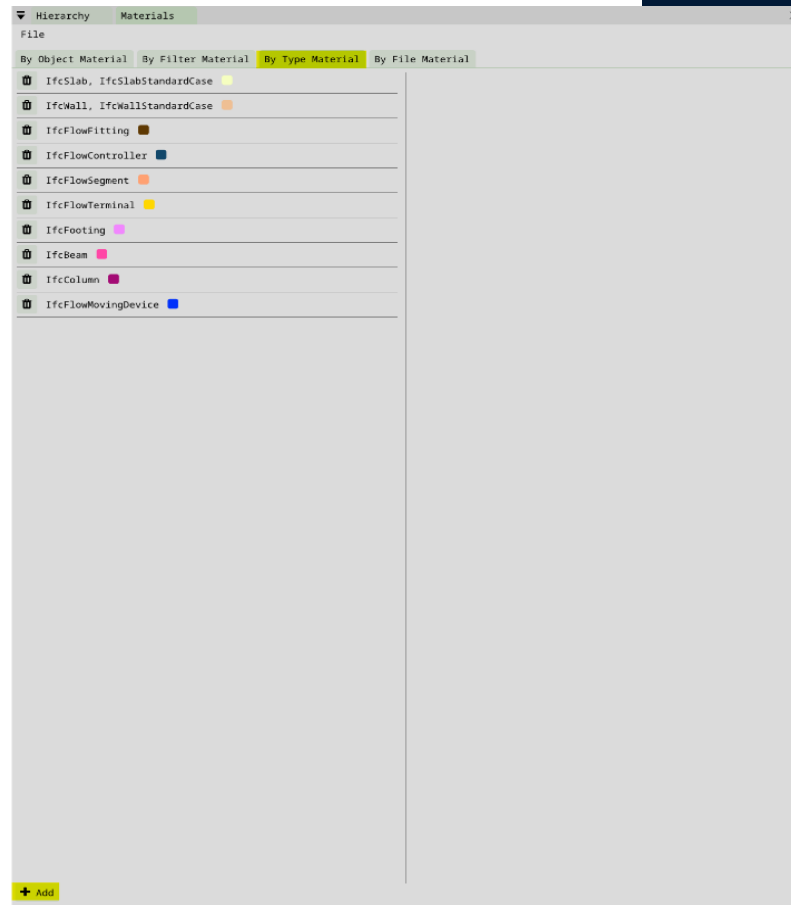 Hierarchy Materials
File
By Object Material By Filter Material By Type Material By File Material
IfcSlab, IfcSlabStandardCase
IfcWall, IfcWallStandardCase
IfcFlowFitting
IfcFlowController
IfcFlowSegment
IfcFlowTerminal
IfcFooting
IfcBeam
IfcColumn
IfcFlowMovingDevice
+ Add